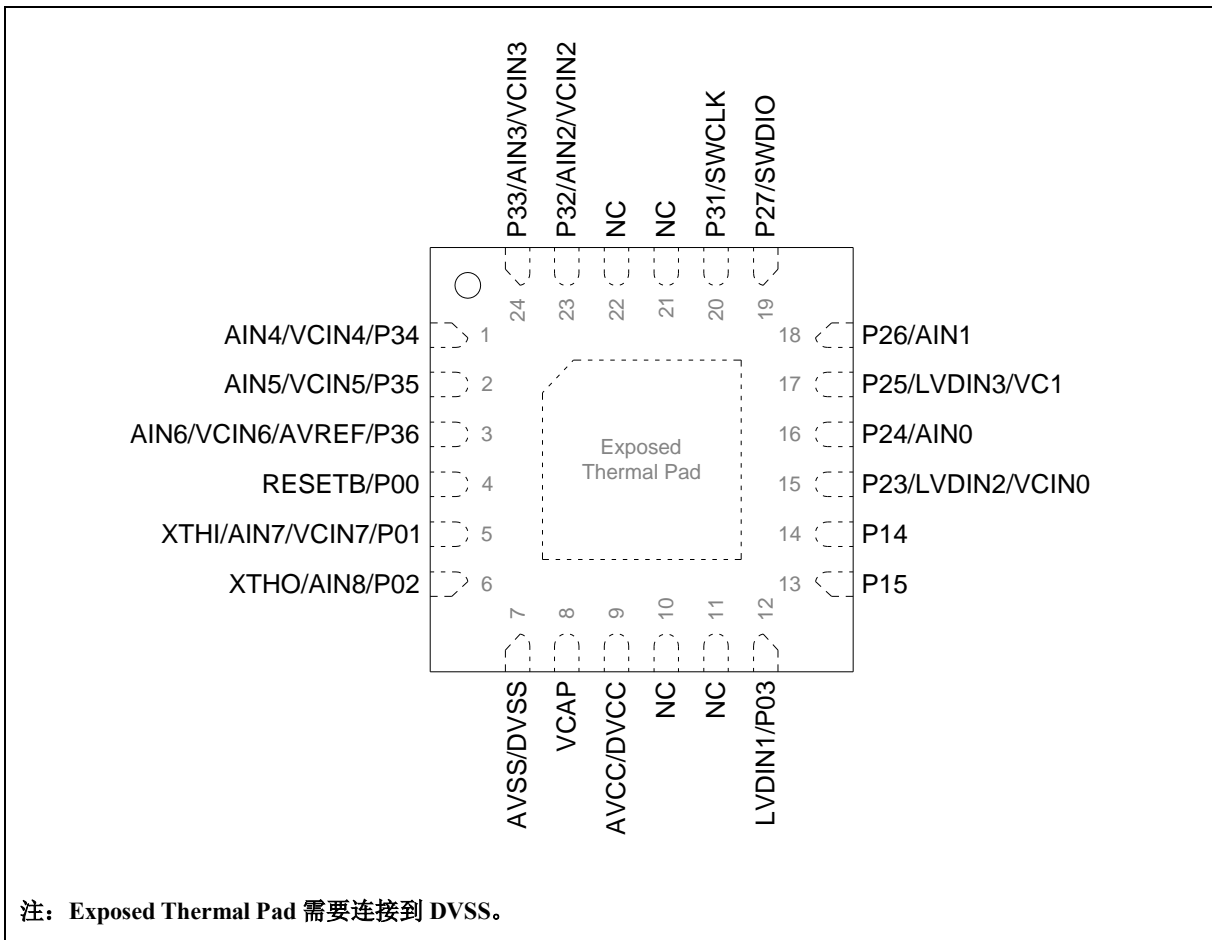 P33/AIN3/VCIN3
P32/AIN2/VCIN2
NC
NC
P31/SWCLK
P27/SWDIO
24
23
22
21
20
19
AIN4/VCIN4/P34
1
AIN5/VCIN5/P35
2
AIN6/VCIN6/AVREF/P36
3
RESETB/P00
4
XTHI/AIN7/VCIN7/P01
5
XTHO/AIN8/P02
6
Exposed
Thermal Pad
18
P26/AIN1
17
P25/LVDIN3/VC1
16
P24/AIN0
15
P23/LVDIN2/VCIN0
14
P14
13
P15
7
8
9
10
11
12
AVSS/DVSS
VCAP
AVCC/DVCC
NC
NC
LVDIN1/P03
注：Exposed Thermal Pad 需要连接到 DVSS。